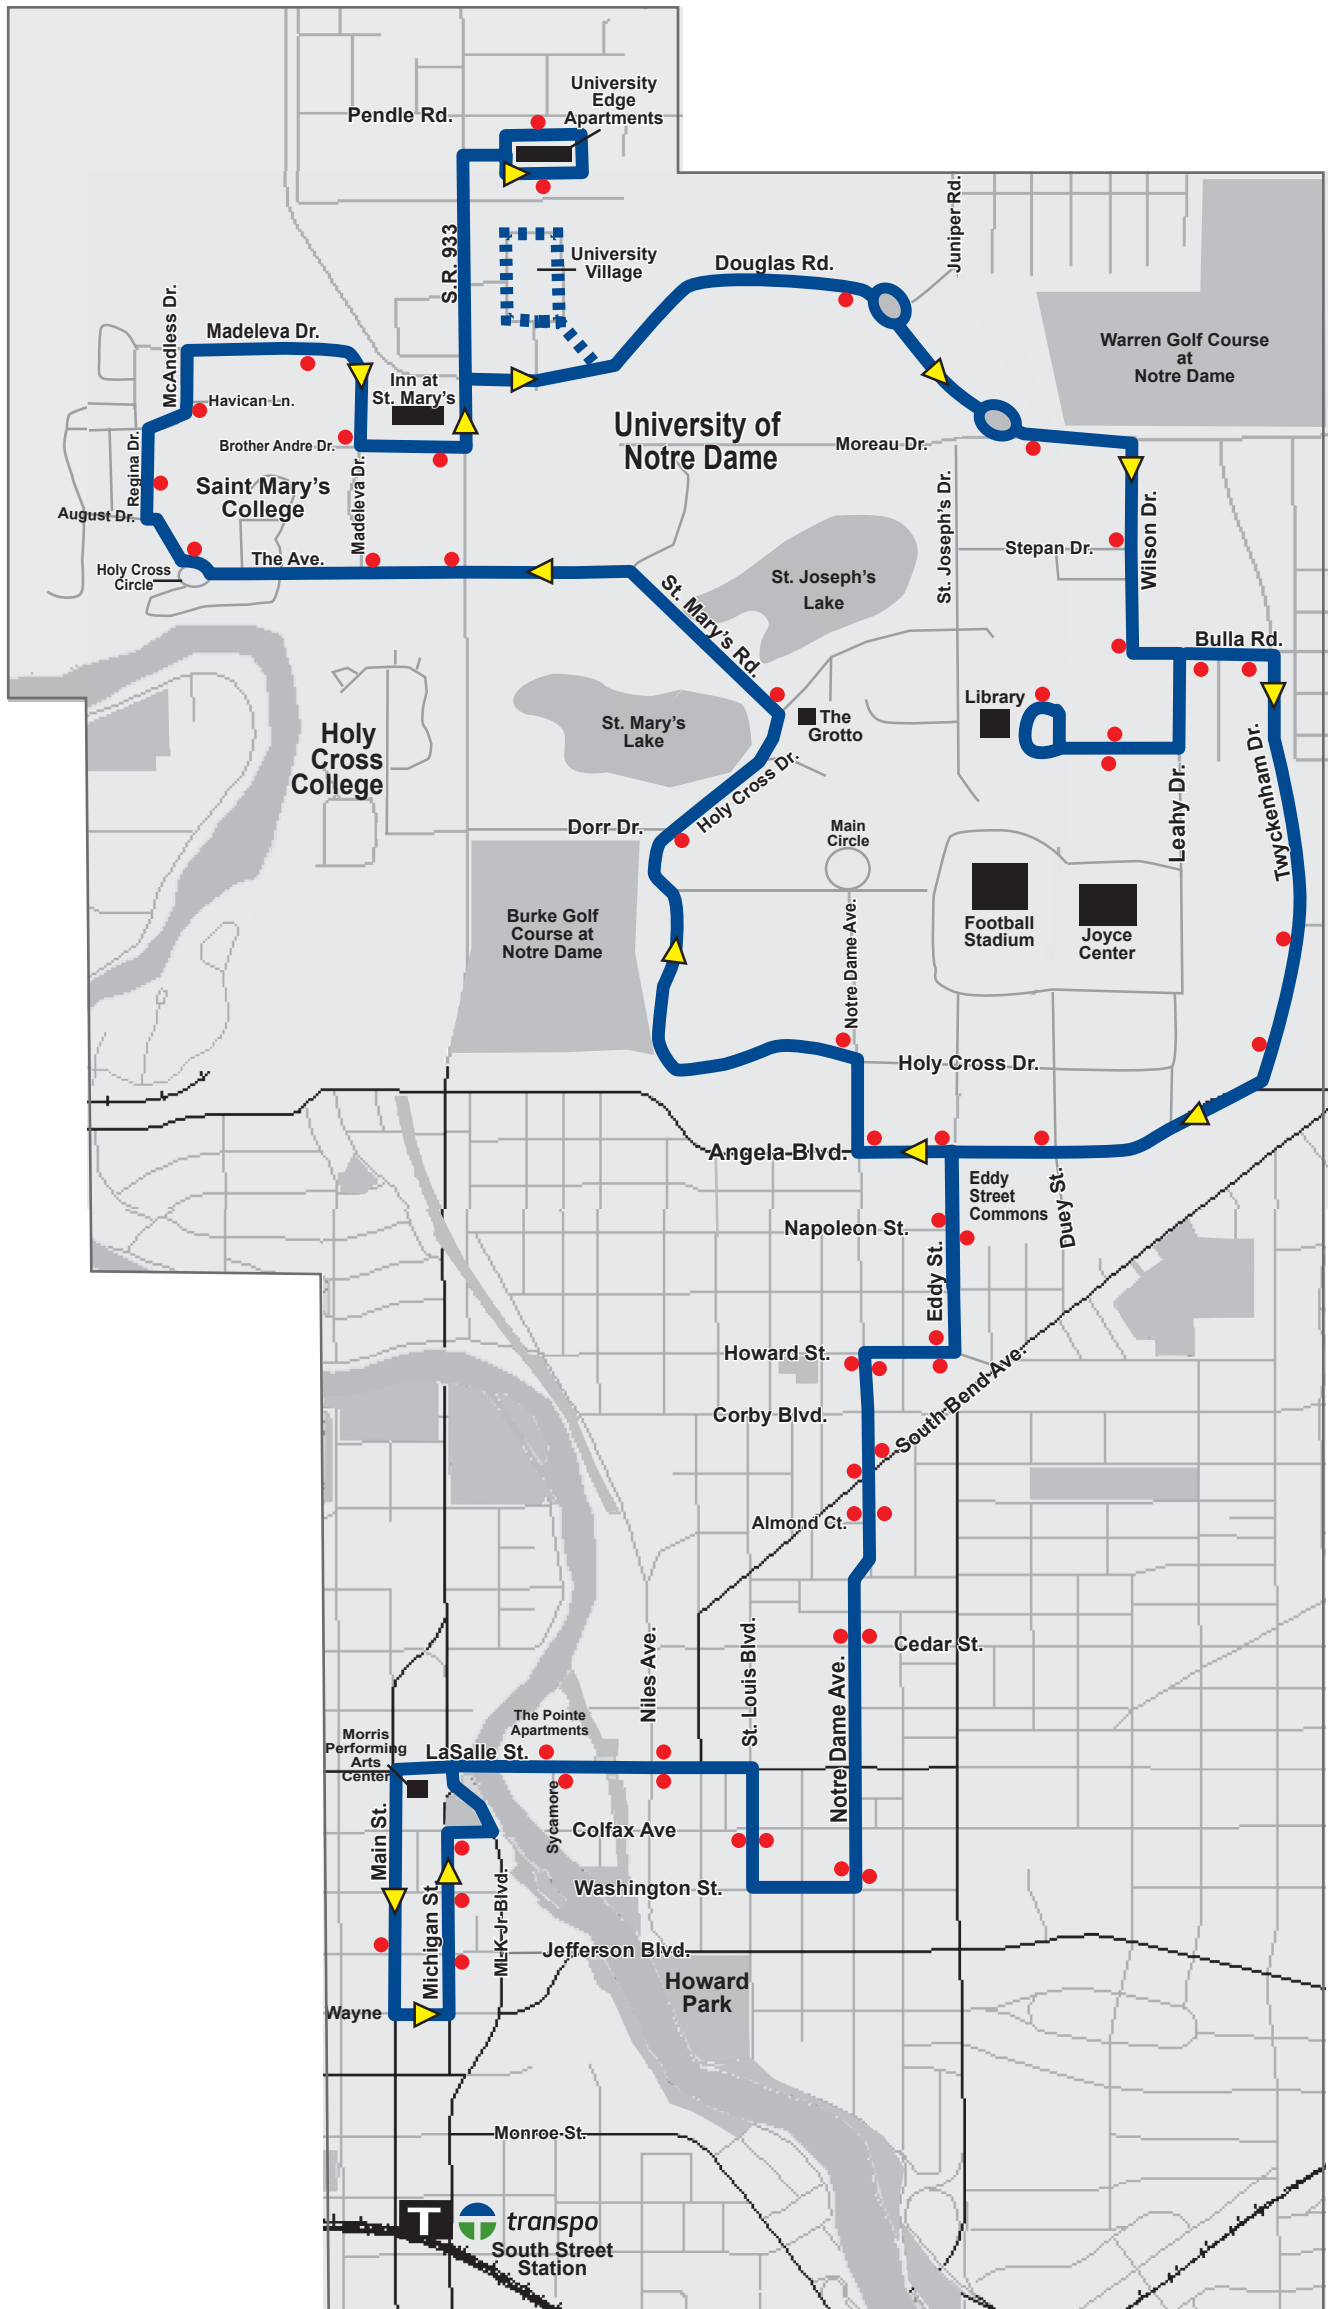 University
Edge
Apartments
Pendle Rd.
S.R. 933
University
Village
Douglas Rd.
Juniper Rd.
Warren Golf Course
at
Notre Dame
McAndless Dr.
Madeleva Dr.
Inn at
St. Mary's
Havican Ln.
Brother Andre Dr.
Regina Dr.
Saint Mary's
College
August Dr.
Madeleva Dr.
The Ave.
Holy Cross
Circle
University of
Notre Dame
Moreau Dr.
St. Joseph's Dr.
Stepan Dr.
Wilson Dr.
St. Joseph's
Lake
St. Mary's Rd.
Bulla Rd.
Library
The
Grotto
St. Mary's
Lake
Holy
Cross
College
Holy Cross Dr.
Dorr Dr.
Main
Circle
Leahy Dr.
Twyckenham Dr.
Football
Stadium
Joyce
Center
Burke Golf
Course at
Notre Dame
Notre Dame Ave.
Holy Cross Dr.
Angela Blvd.
Eddy
Street
Commons
Duey St.
Napoleon St.
Eddy St.
Howard St.
South Bend Ave.
Corby Blvd.
Almond Ct.
Cedar St.
Niles Ave.
St. Louis Blvd.
Notre Dame Ave.
The Pointe
Apartments
Morris
Performing
Arts
Center
LaSalle St.
Sycamore
Main St.
Colfax Ave
Washington St.
Michigan St.
MLK Jr Blvd.
Jefferson Blvd.
Howard
Park
Wayne
Monroe St.
T
transpo
South Street
Station